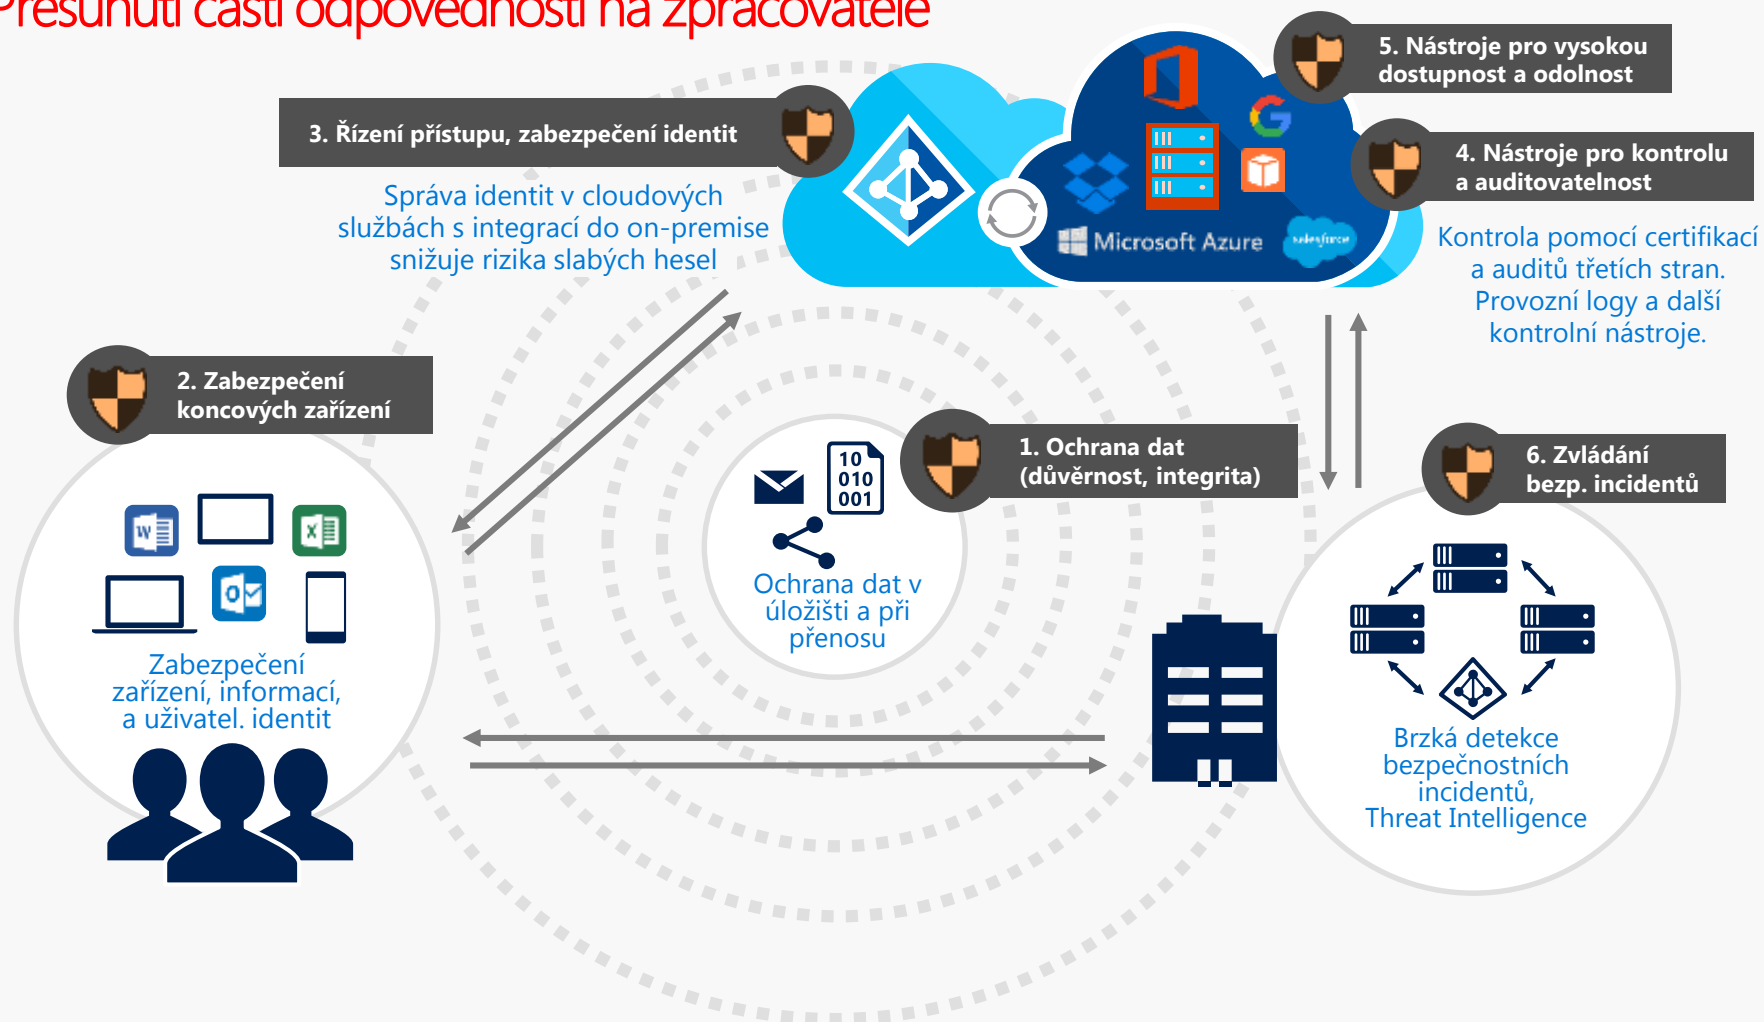 Přesunutí části odpovědnosti na zpracovatele
5. Nástroje pro vysokou
dostupnost a odolnost
3. Řízení přístupu, zabezpečení identit
4. Nástroje pro kontrolu
a auditovatelnost
Správa identit v cloudových
službách s integrací do on-premise
snižuje rizika slabých hesel
Microsoft Azure
salesforce
Kontrola pomocí certifikací
a auditů třetích stran.
Provozní logy a další
kontrolní nástroje.
2. Zabezpečení
koncových zařízení
1. Ochrana dat
(důvěrnost, integrita)
6. Zvládání
bezp. incidentů
10
010
001
Ochrana dat v
úložišti a při
přenosu
Zabezpečení
zařízení, informací,
a uživatel. identit
Brzká detekce
bezpečnostních
incidentů,
Threat Intelligence